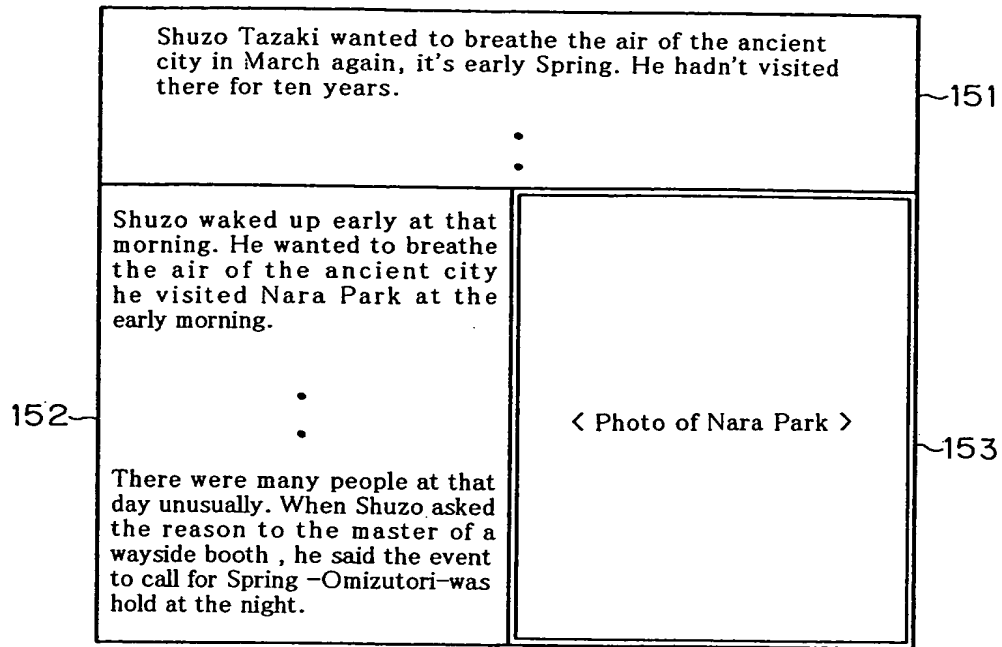 Shuzo Tazaki wanted to breathe the air of the ancient
city in March again, it's early Spring. He hadn't visited
there for ten years.
151
Shuzo waked up early at that
morning. He wanted to breathe
the air of the ancient city
he visited Nara Park at the
early morning.
152
There were many people at that
day unusually. When Shuzo asked
the reason to the master of a
wayside booth , he said the event
to call for Spring -Omizutori-was
hold at the night.
< Photo of Nara Park >
153